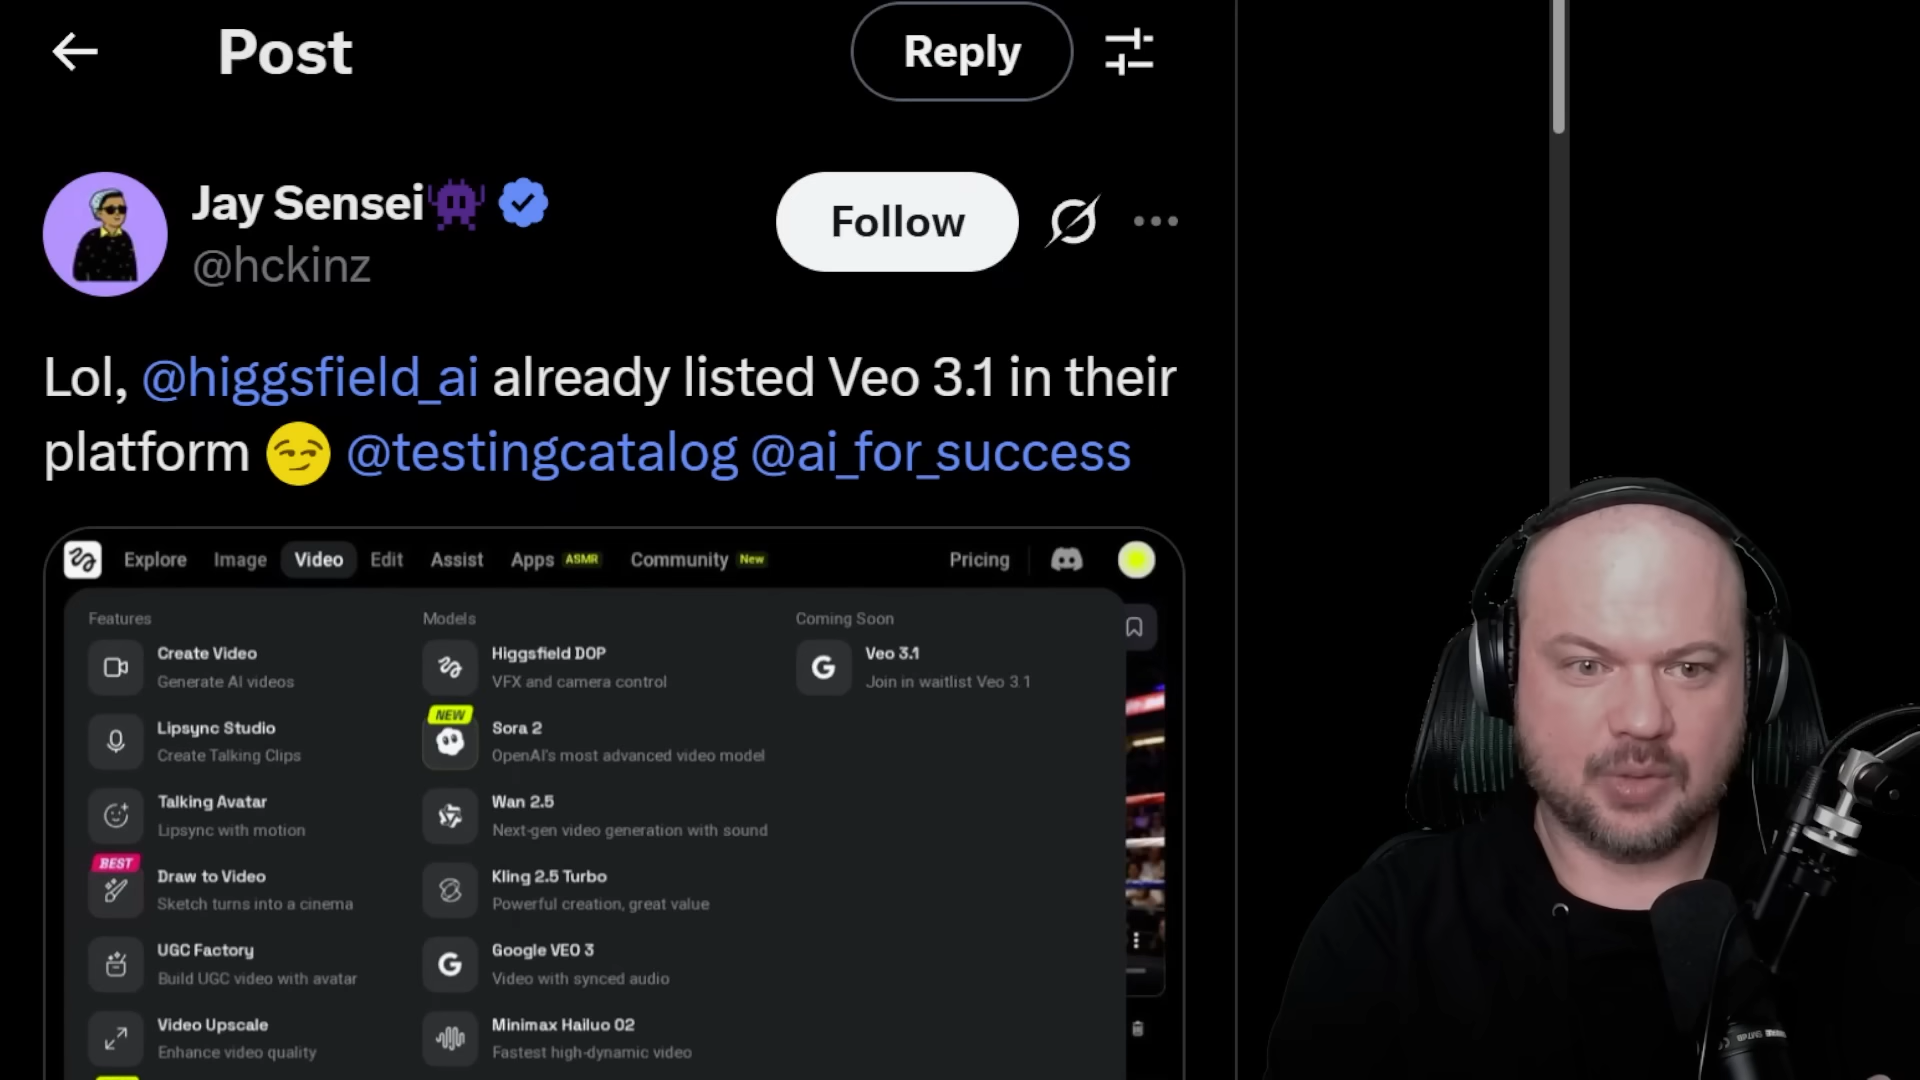 Post
Reply
Jay Sensei
@hckinz
Follow
Lol, @higgsfield_ai already listed Veo 3.1 in their
platform 😏 @testingcatalog @ai_for_success
Explore Image Video Edit Assist Apps ASMR Community New Pricing
Features
Create Video
Generate AI videos
Lipsync Studio
Create Talking Clips
Talking Avatar
Lipsync with motion
BEST
Draw to Video
Sketch turns into a cinema
UGC Factory
Build UGC video with avatar
Video Upscale
Enhance video quality
Models
Higgsfield DOP
VFX and camera control
NEW
Sora 2
OpenAI's most advanced video model
Wan 2.5
Next-gen video generation with sound
Kling 2.5 Turbo
Powerful creation, great value
Google VEO 3
Video with synced audio
Minimax Hailuo 02
Fastest high-dynamic video
Coming Soon
Veo 3.1
Join in waitlist Veo 3.1